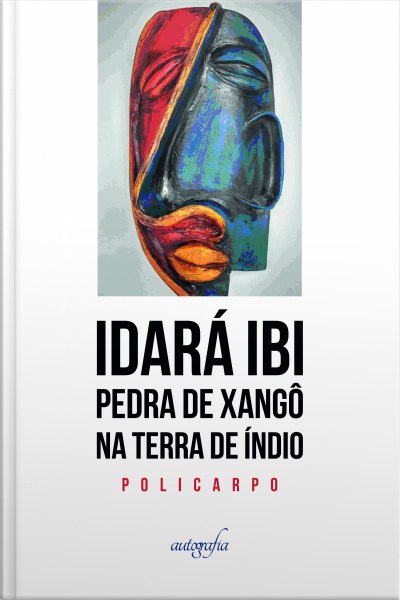 IDARÁ IBI
PEDRA DE XANGÔ
NA TERRA DE ÍNDIO
POLICARPO
autografia